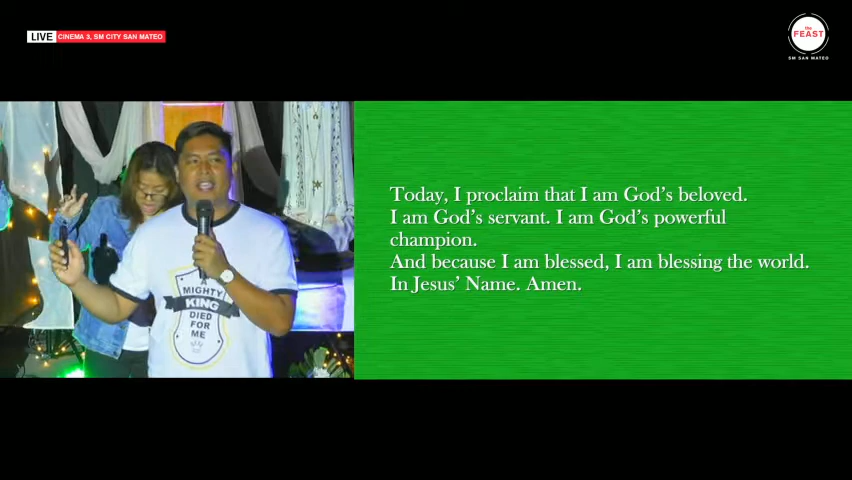 LIVE CINEMA 3, SM CITY SAN MATEO
the
FEAST
SM SAN MATEO
Today, I proclaim that I am God's beloved.
I am God's servant. I am God's powerful
champion.
And because I am blessed, I am blessing the world.
In Jesus' Name. Amen.
A
MIGHTY
KING
DIED
FOR
ME